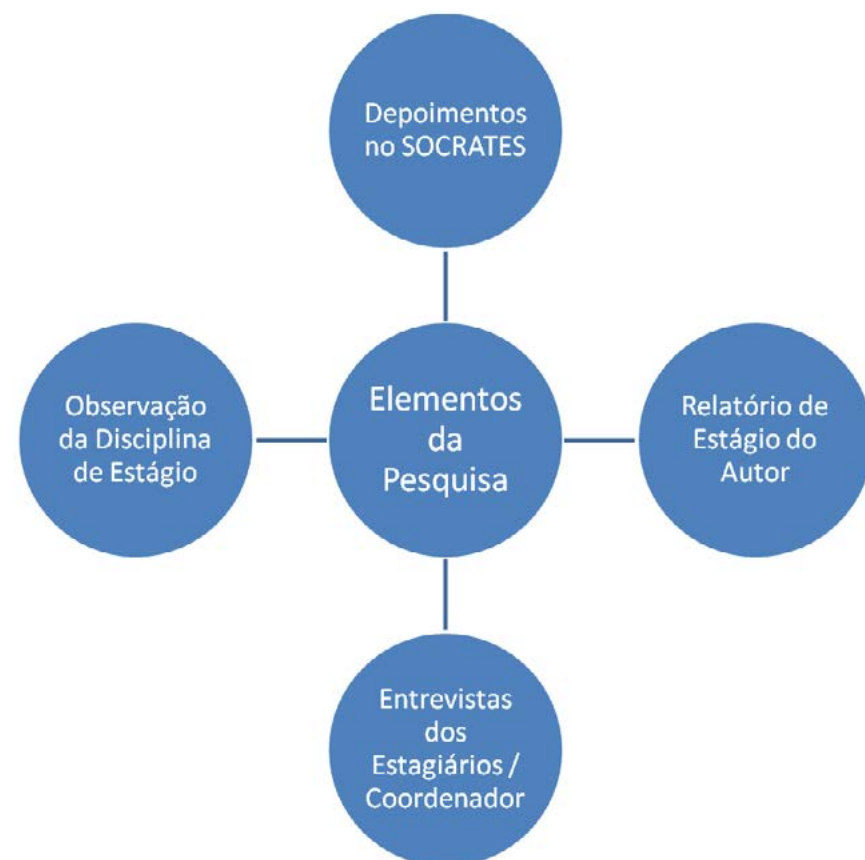 Depoimentos
no SOCRATES
Observação
da Disciplina
de Estágio
Elementos
da
Pesquisa
Relatório de
Estágio do
Autor
Entrevistas
dos
Estagiários /
Coordenador